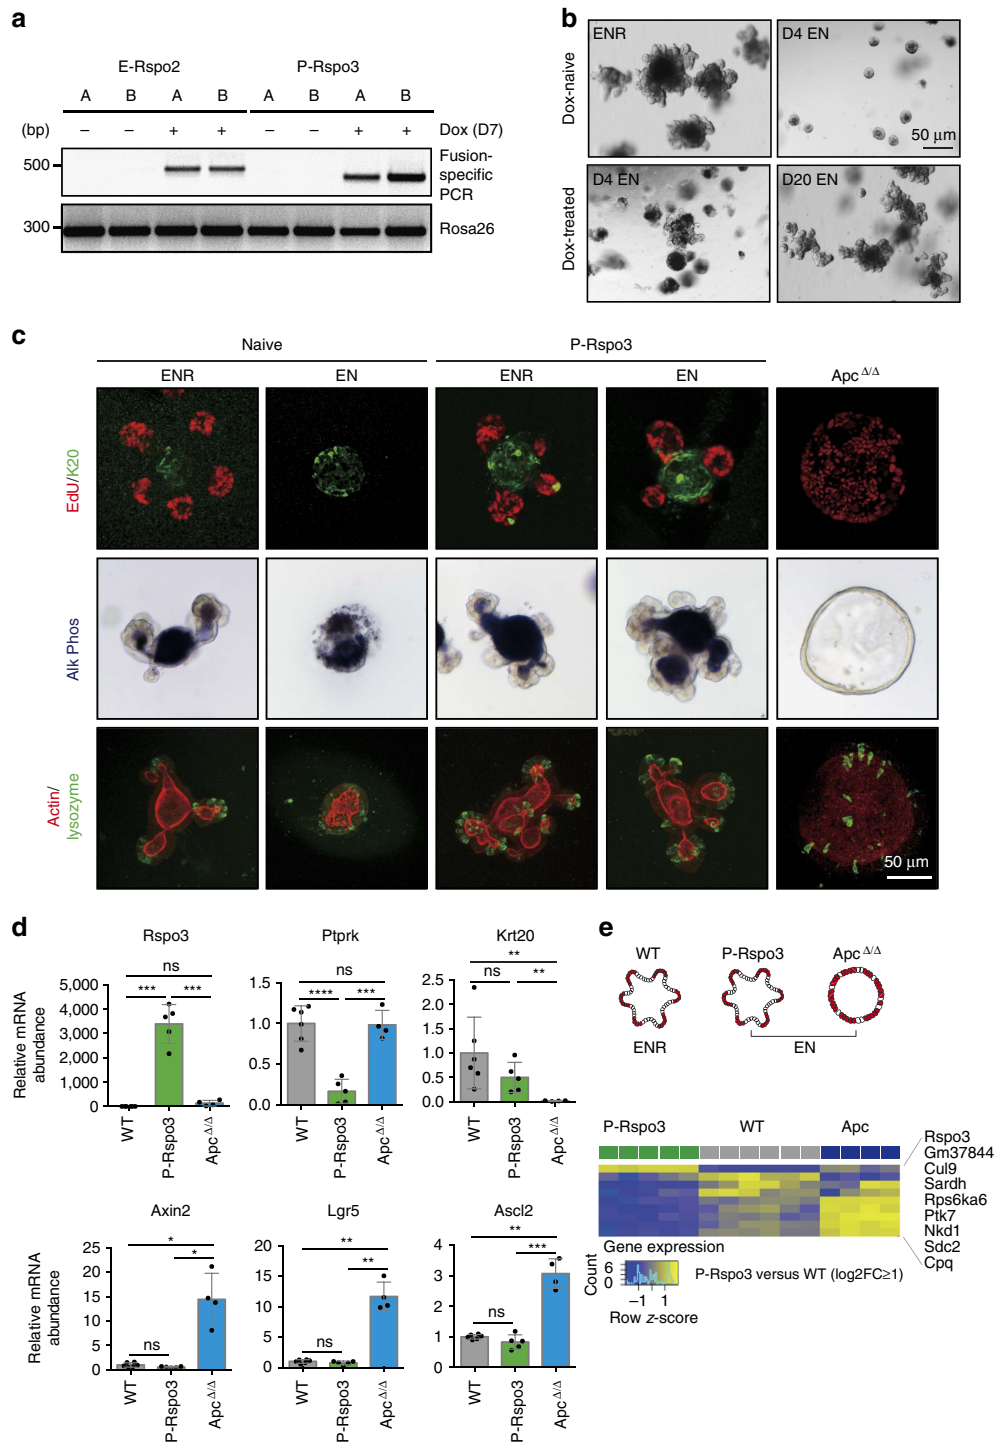 a
E-Rspo2 P-Rspo3
A B A B A B A B
(bp) – – + + – – + + Dox (D7)
500
Fusion-
specific
PCR
300
Rosa26
b
Dox-naive
ENR
D4 EN
50 μm
Dox-treated
D4 EN
D20 EN
c
Naive P-Rspo3
ENR EN ENR EN Apc Δ/Δ
EdU/K20
Alk Phos
Actin/
lysozyme
50 μm
d
Relative mRNA
abundance
Rspo3
ns
*** ***
5,000
4,000
3,000
2,000
1,000
0
WT P-Rspo3 Apc Δ/Δ
Ptprk
ns
**** ***
1.5
1.0
0.5
0.0
WT P-Rspo3 Apc Δ/Δ
Krt20
**
ns **
2.5
2.0
1.5
1.0
0.5
0.0
WT P-Rspo3 Apc Δ/Δ
Relative mRNA
abundance
Axin2
*
*
ns
25
20
15
10
5
0
WT P-Rspo3 Apc Δ/Δ
Lgr5
**
**
ns
20
15
10
5
0
WT P-Rspo3 Apc Δ/Δ
Ascl2
**
***
ns
4
3
2
1
0
WT P-Rspo3 Apc Δ/Δ
e
WT P-Rspo3 Apc Δ/Δ
ENR EN
P-Rspo3 WT Apc
Rspo3
Gm37844
Cul9
Sardh
Rps6ka6
Ptk7
Nkd1
Sdc2
Cpq
Gene expression
Count
6
4
2
0
–1 1
Row z-score
P-Rspo3 versus WT (log2FC≥1)